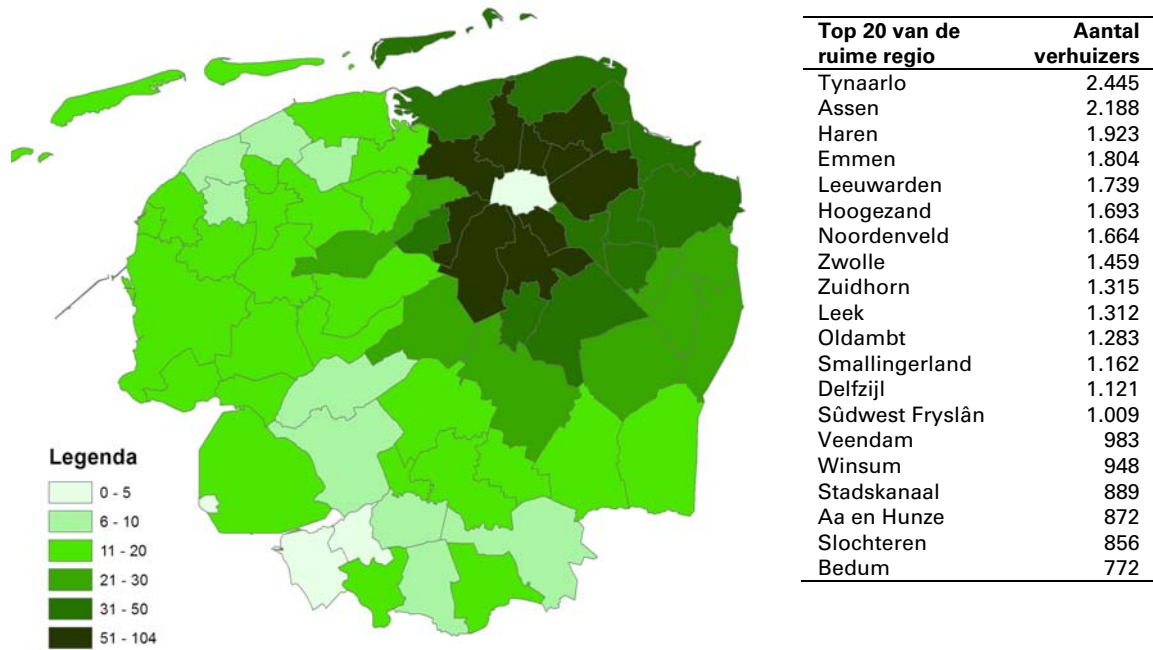 Top 20 van de Aantal
ruime regio verhuizers
Tynaarlo 2.445
Assen 2.188
Haren 1.923
Emmen 1.804
Leeuwarden 1.739
Hoogezand 1.693
Noordenveld 1.664
Zwolle 1.459
Zuidhorn 1.315
Leek 1.312
Oldambt 1.283
Smallingerland 1.162
Delfzijl 1.121
Sûdwest Fryslân 1.009
Veendam 983
Winsum 948
Stadskanaal 889
Aa en Hunze 872
Slochteren 856
Bedum 772
Legenda
0 - 5
6 - 10
11 - 20
21 - 30
31 - 50
51 - 104